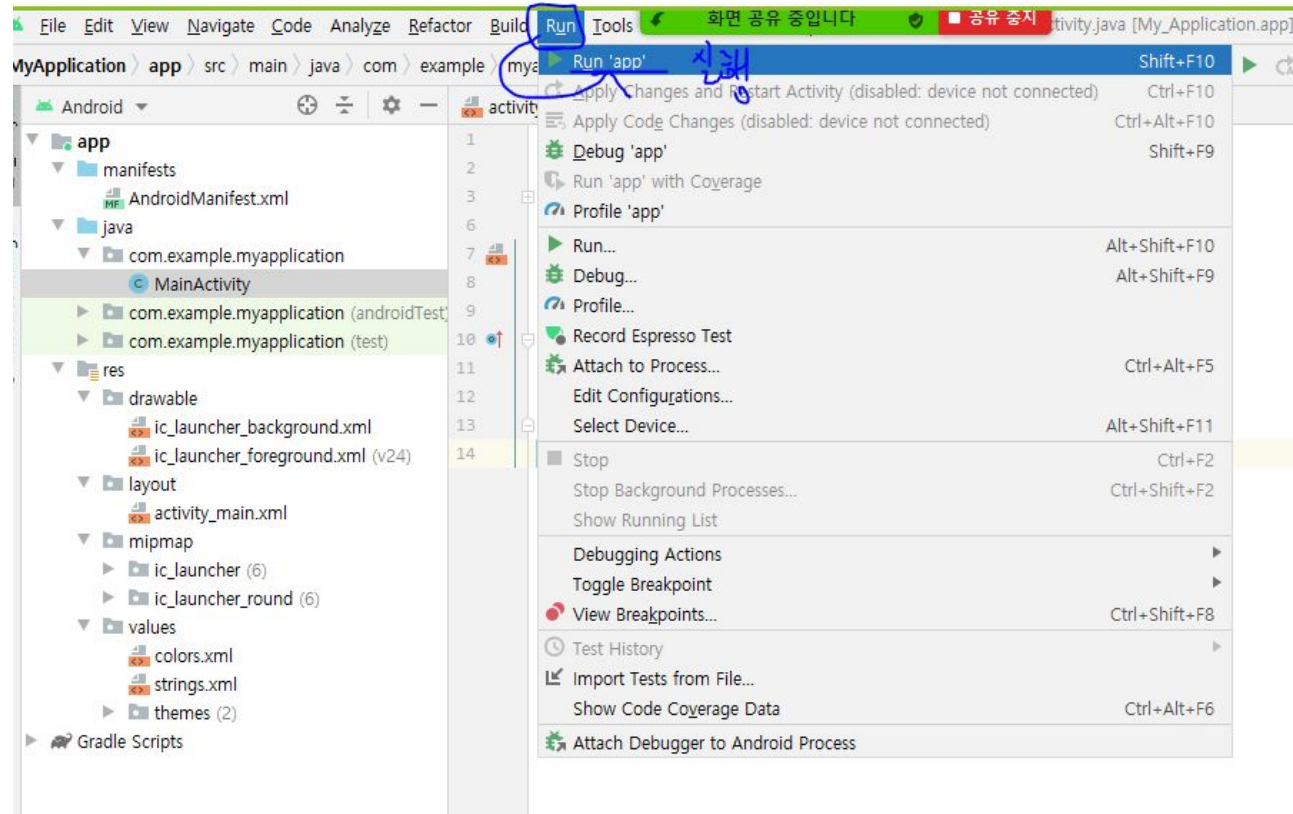 File Edit View Navigate Code Analyze Refactor Build Run Tools 화면 공유 중입니다 공유 중지 tivity.java [My_Application.app]
MyApplication app src main java com example mya
Run 'app' 실행 Shift+F10
Android
activit
Apply Changes and Restart Activity (disabled: device not connected) Ctrl+F10
Apply Code Changes (disabled: device not connected) Ctrl+Alt+F10
Debug 'app' Shift+F9
Run 'app' with Coverage
Profile 'app'
Run... Alt+Shift+F10
Debug... Alt+Shift+F9
Profile...
Record Espresso Test
Attach to Process... Ctrl+Alt+F5
Edit Configurations...
Select Device... Alt+Shift+F11
Stop Ctrl+F2
Stop Background Processes... Ctrl+Shift+F2
Show Running List
Debugging Actions
Toggle Breakpoint
View Breakpoints... Ctrl+Shift+F8
Test History
Import Tests from File...
Show Code Coverage Data Ctrl+Alt+F6
Attach Debugger to Android Process
app
manifests
MF AndroidManifest.xml
java
com.example.myapplication
C MainActivity
com.example.myapplication (androidTest)
com.example.myapplication (test)
res
drawable
ic_launcher_background.xml
ic_launcher_foreground.xml (v24)
layout
activity_main.xml
mipmap
ic_launcher (6)
ic_launcher_round (6)
values
colors.xml
strings.xml
themes (2)
Gradle Scripts
1
2
3
6
7
8
9
10
11
12
13
14